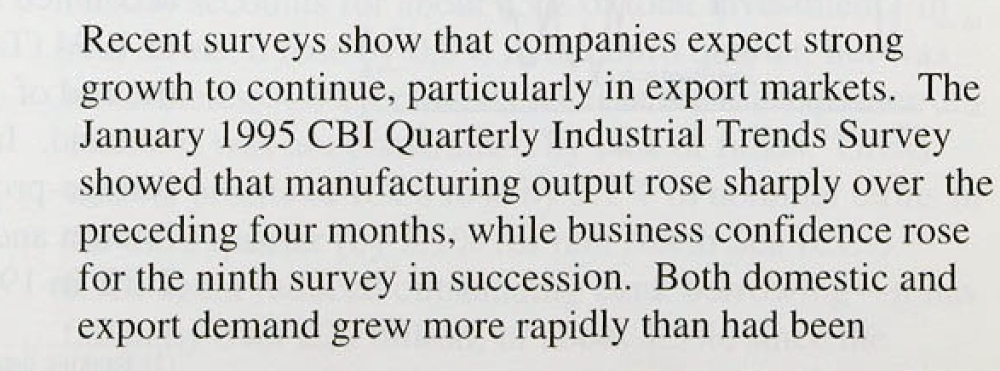 Recent surveys show that companies expect strong
growth to continue, particularly in export markets. The
January 1995 CBI Quarterly Industrial Trends Survey
showed that manufacturing output rose sharply over the
preceding four months, while business confidence rose
for the ninth survey in succession. Both domestic and
export demand grew more rapidly than had been